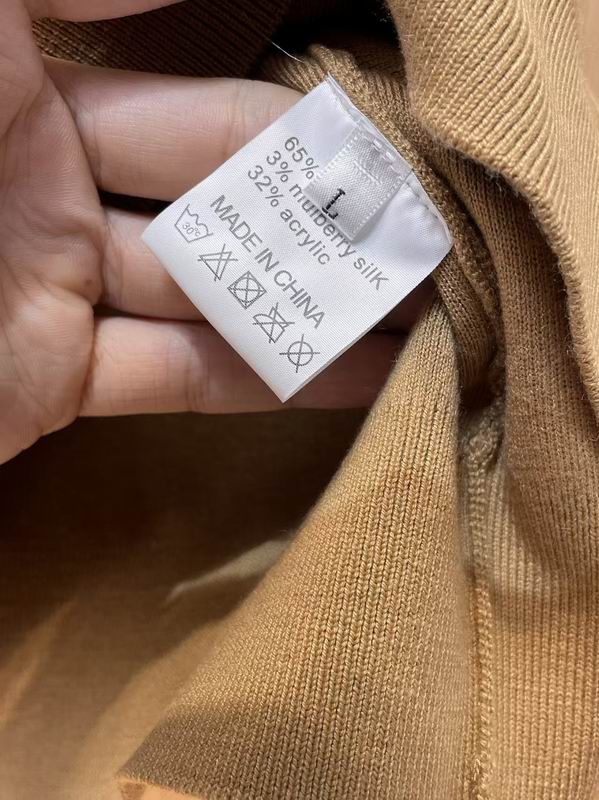 65%
3% mulberry silk
32% acrylic
MADE IN CHINA
30°C
L